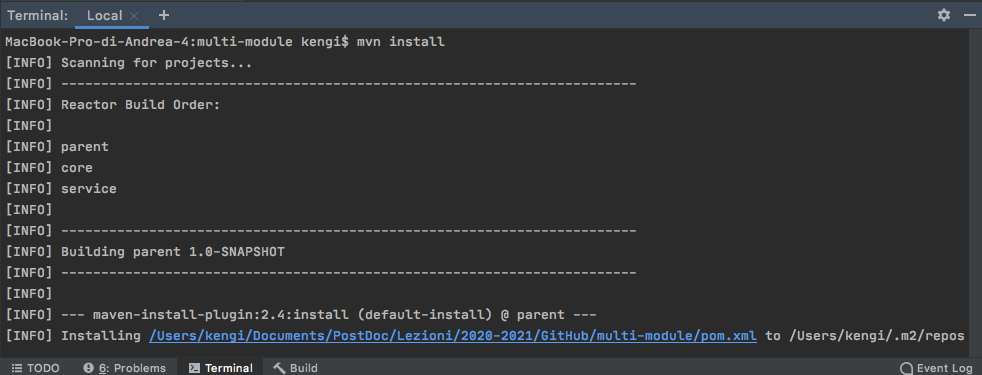 Terminal: Local × +
MacBook-Pro-di-Andrea-4:multi-module kengi$ mvn install
[INFO] Scanning for projects...
[INFO] ------------------------------------------------------------------------
[INFO] Reactor Build Order:
[INFO]
[INFO] parent
[INFO] core
[INFO] service
[INFO]
[INFO] ------------------------------------------------------------------------
[INFO] Building parent 1.0-SNAPSHOT
[INFO] ------------------------------------------------------------------------
[INFO]
[INFO] --- maven-install-plugin:2.4:install (default-install) @ parent ---
[INFO] Installing /Users/kengi/Documents/PostDoc/Lezioni/2020-2021/GitHub/multi-module/pom.xml to /Users/kengi/.m2/repos
TODO 6: Problems Terminal Build Event Log